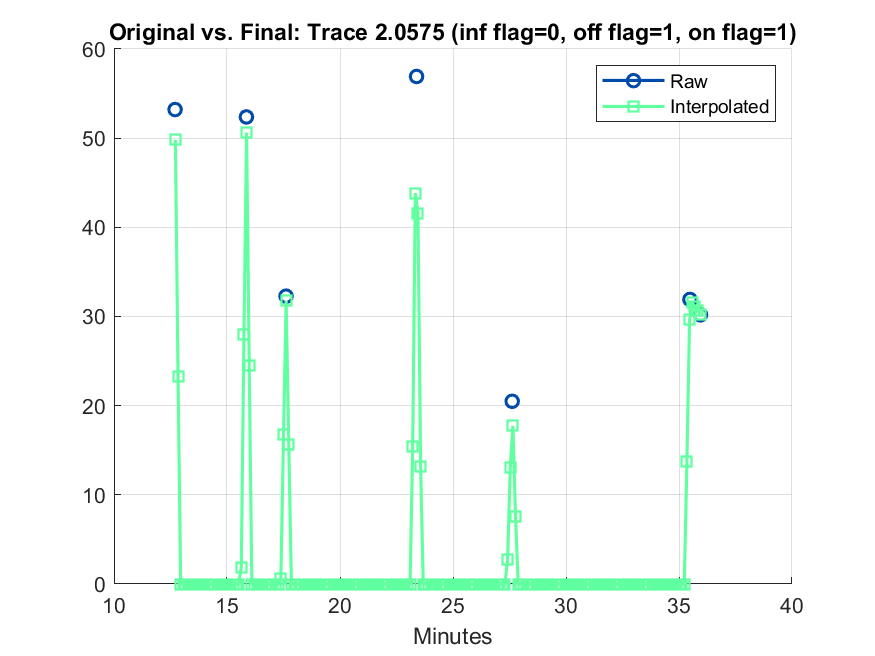 Original vs. Final: Trace 2.0575 (inf flag=0, off flag=1, on flag=1)
60
50
40
30
20
10
0
Raw
Interpolated
10 15 20 25 30 35 40
Minutes